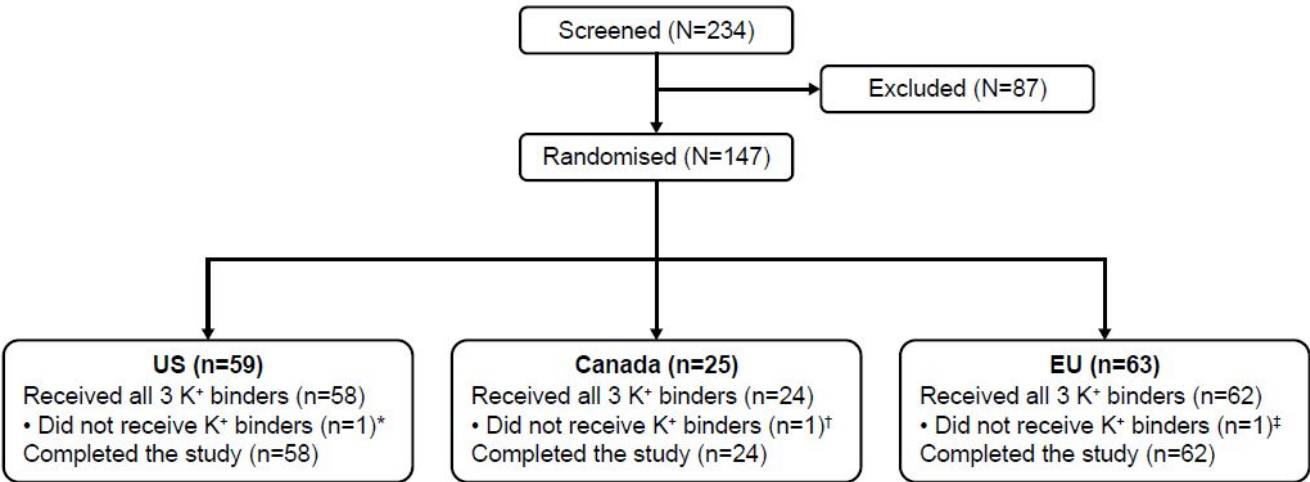 Screened (N=234)
Excluded (N=87)
Randomised (N=147)
US (n=59)
Received all 3 K⁺ binders (n=58)
• Did not receive K⁺ binders (n=1)*
Completed the study (n=58)
Canada (n=25)
Received all 3 K⁺ binders (n=24)
• Did not receive K⁺ binders (n=1)†
Completed the study (n=24)
EU (n=63)
Received all 3 K⁺ binders (n=62)
• Did not receive K⁺ binders (n=1)‡
Completed the study (n=62)